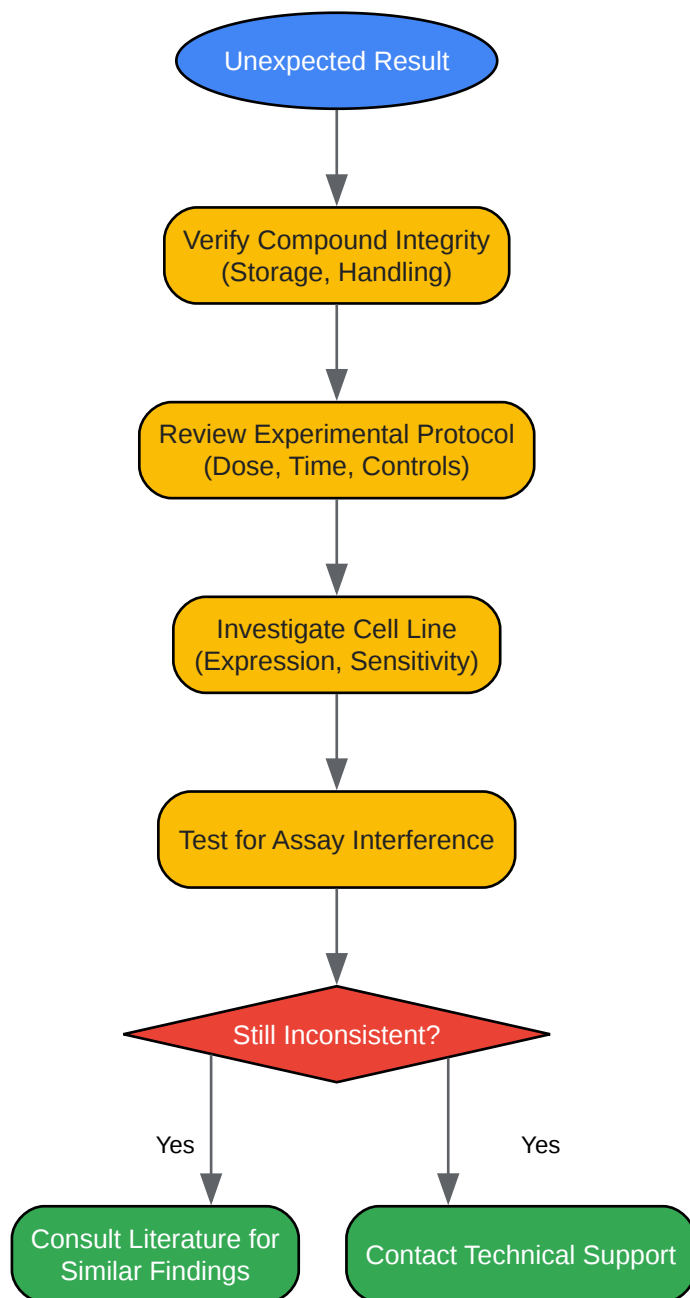 Unexpected Result
Verify Compound Integrity
(Storage, Handling)
Review Experimental Protocol
(Dose, Time, Controls)
Investigate Cell Line
(Expression, Sensitivity)
Test for Assay Interference
Still Inconsistent?
Yes
Yes
Consult Literature for
Similar Findings
Contact Technical Support